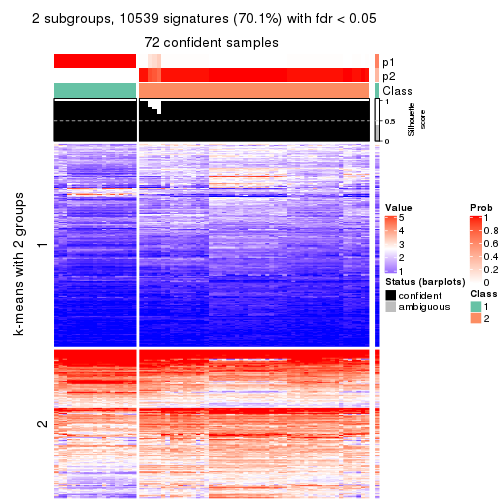 2 subgroups, 10539 signatures (70.1%) with fdr < 0.05
72 confident samples
p1
p2
Class
1
0.5
0
Silhouette
score
k-means with 2 groups
1
2
Value
5
4
3
2
1
Prob
1
0.8
0.6
0.4
0.2
0
Status (barplots)
confident
ambiguous
Class
1
2